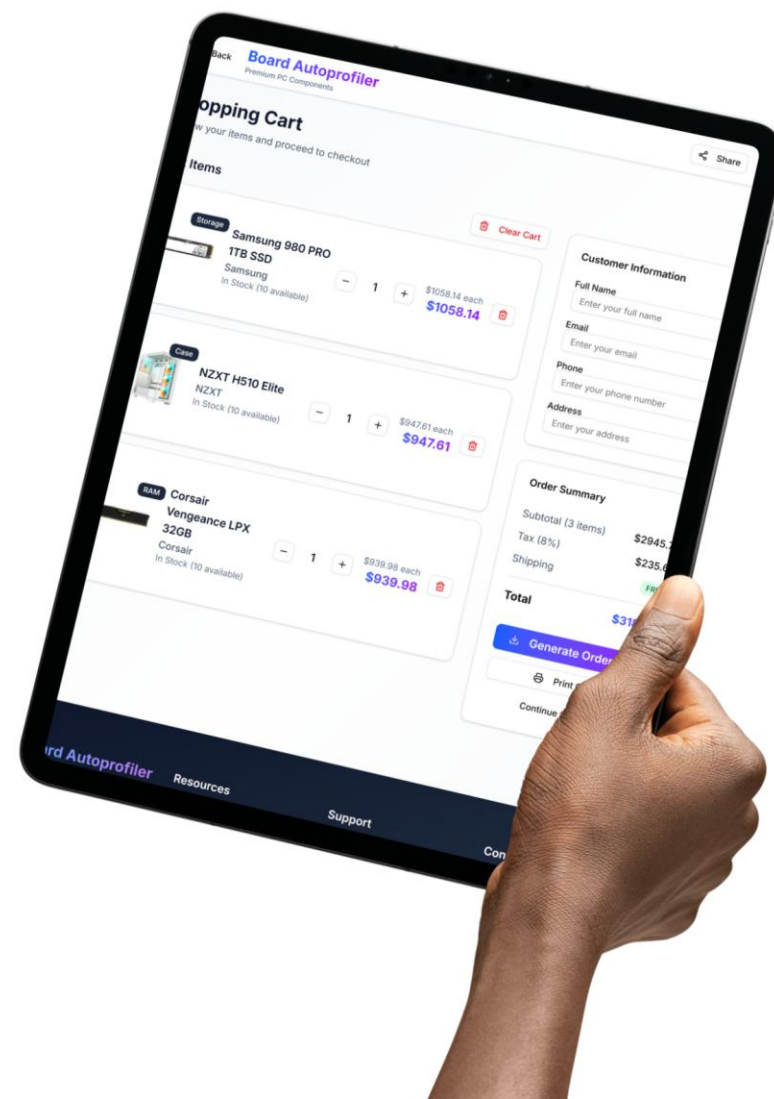 Back
Board Autoprofiler
Premium PC Components
Share
opping Cart
w your items and proceed to checkout
Items
Clear Cart
Storage
Samsung 980 PRO
1TB SSD
Samsung
In Stock (10 available)
1
$1058.14 each
$1058.14
Case
NZXT H510 Elite
NZXT
In Stock (10 available)
1
$947.61 each
$947.61
RAM
Corsair
Vengeance LPX
32GB
Corsair
In Stock (10 available)
1
$939.98 each
$939.98
Customer Information
Full Name
Enter your full name
Email
Enter your email
Phone
Enter your phone number
Address
Enter your address
Order Summary
Subtotal (3 items)
$2945.
Tax (8%)
$235.
Shipping
Total
Generate Order
Print
Continue
rd Autoprofiler
Resources
Support